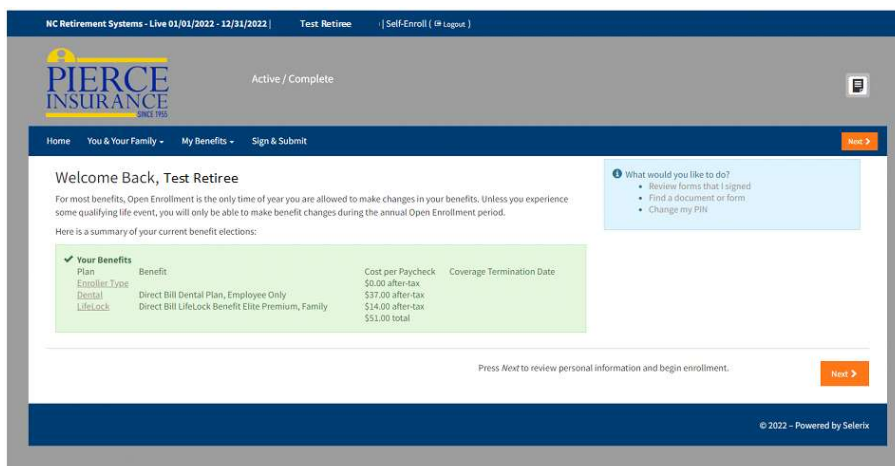 NC Retirement Systems - Live 01/01/2022 - 12/31/2022 | Test Retiree | Self-Enroll ( Logout )
PIERCE
INSURANCE
SINCE 1955
Active / Complete
Home You & Your Family My Benefits Sign & Submit Next
Welcome Back, Test Retiree
For most benefits, Open Enrollment is the only time of year you are allowed to make changes in your benefits. Unless you experience
some qualifying life event, you will only be able to make benefit changes during the annual Open Enrollment period.
Here is a summary of your current benefit elections:
What would you like to do?
• Review forms that I signed
• Find a document or form
• Change my PIN
Your Benefits
Plan Benefit Cost per Paycheck Coverage Termination Date
Enroller Type $0.00 after-tax
Dental Direct Bill Dental Plan, Employee Only $37.00 after-tax
LifeLock Direct Bill LifeLock Benefit Elite Premium, Family $14.00 after-tax
$51.00 total
Press Next to review personal information and begin enrollment. Next
© 2022 – Powered by Selerix